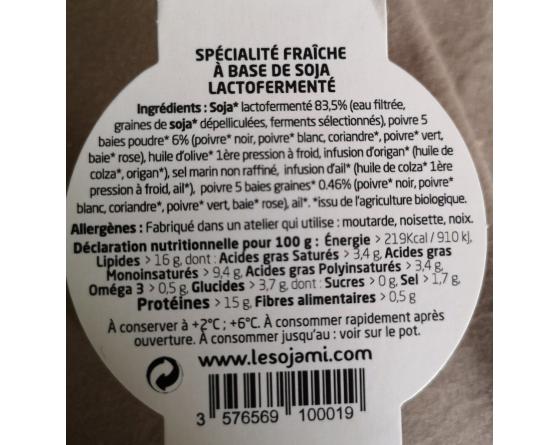 SPÉCIALITÉ FRAÎCHE
À BASE DE SOJA
LACTOFERMENTÉ
Ingrédients : Soja* lactofermenté 83,5% (eau filtrée,
graines de soja* dépelliculées, ferments sélectionnés), poivre 5
baies poudre* 6% (poivre* noir, poivre* blanc, coriandre*, poivre* vert,
baie* rose), huile d'olive* 1ère pression à froid, infusion d'origan* (huile de
colza*, origan*), sel marin non raffiné, infusion d'ail* (huile de colza* 1ère
pression à froid, ail*), poivre 5 baies graines* 0.46% (poivre* noir, poivre*
blanc, coriandre*, poivre* vert, baie* rose), ail*. *issu de l'agriculture biologique.
Allergènes : Fabriqué dans un atelier qui utilise : moutarde, noisette, noix.
Déclaration nutritionnelle pour 100 g : Énergie > 219Kcal / 910 kJ,
Lipides > 16 g, dont : Acides gras Saturés > 3,4 g, Acides gras
Monoinsaturés > 9,4 g, Acides gras Polyinsaturés > 3,4 g,
Oméga 3 > 0,5 g, Glucides > 3,7 g, dont : Sucres > 0 g, Sel > 1,7 g,
Protéines > 15 g, Fibres alimentaires > 0,5 g
À conserver à +2°C ; +6°C. À consommer rapidement après
ouverture. À consommer jusqu'au : voir sur le pot.
www.lesojami.com
3 576569 100019